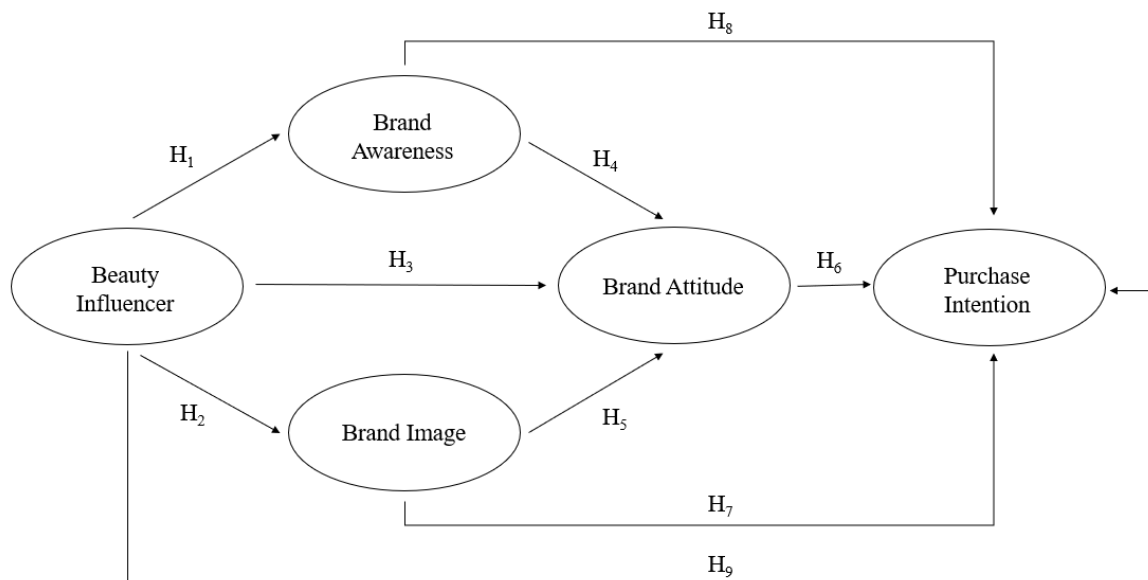 H₈
Brand
Awareness
H₁
H₄
Beauty
Influencer
H₃
Brand Attitude
H₆
Purchase
Intention
H₂
Brand Image
H₅
H₇
H₉